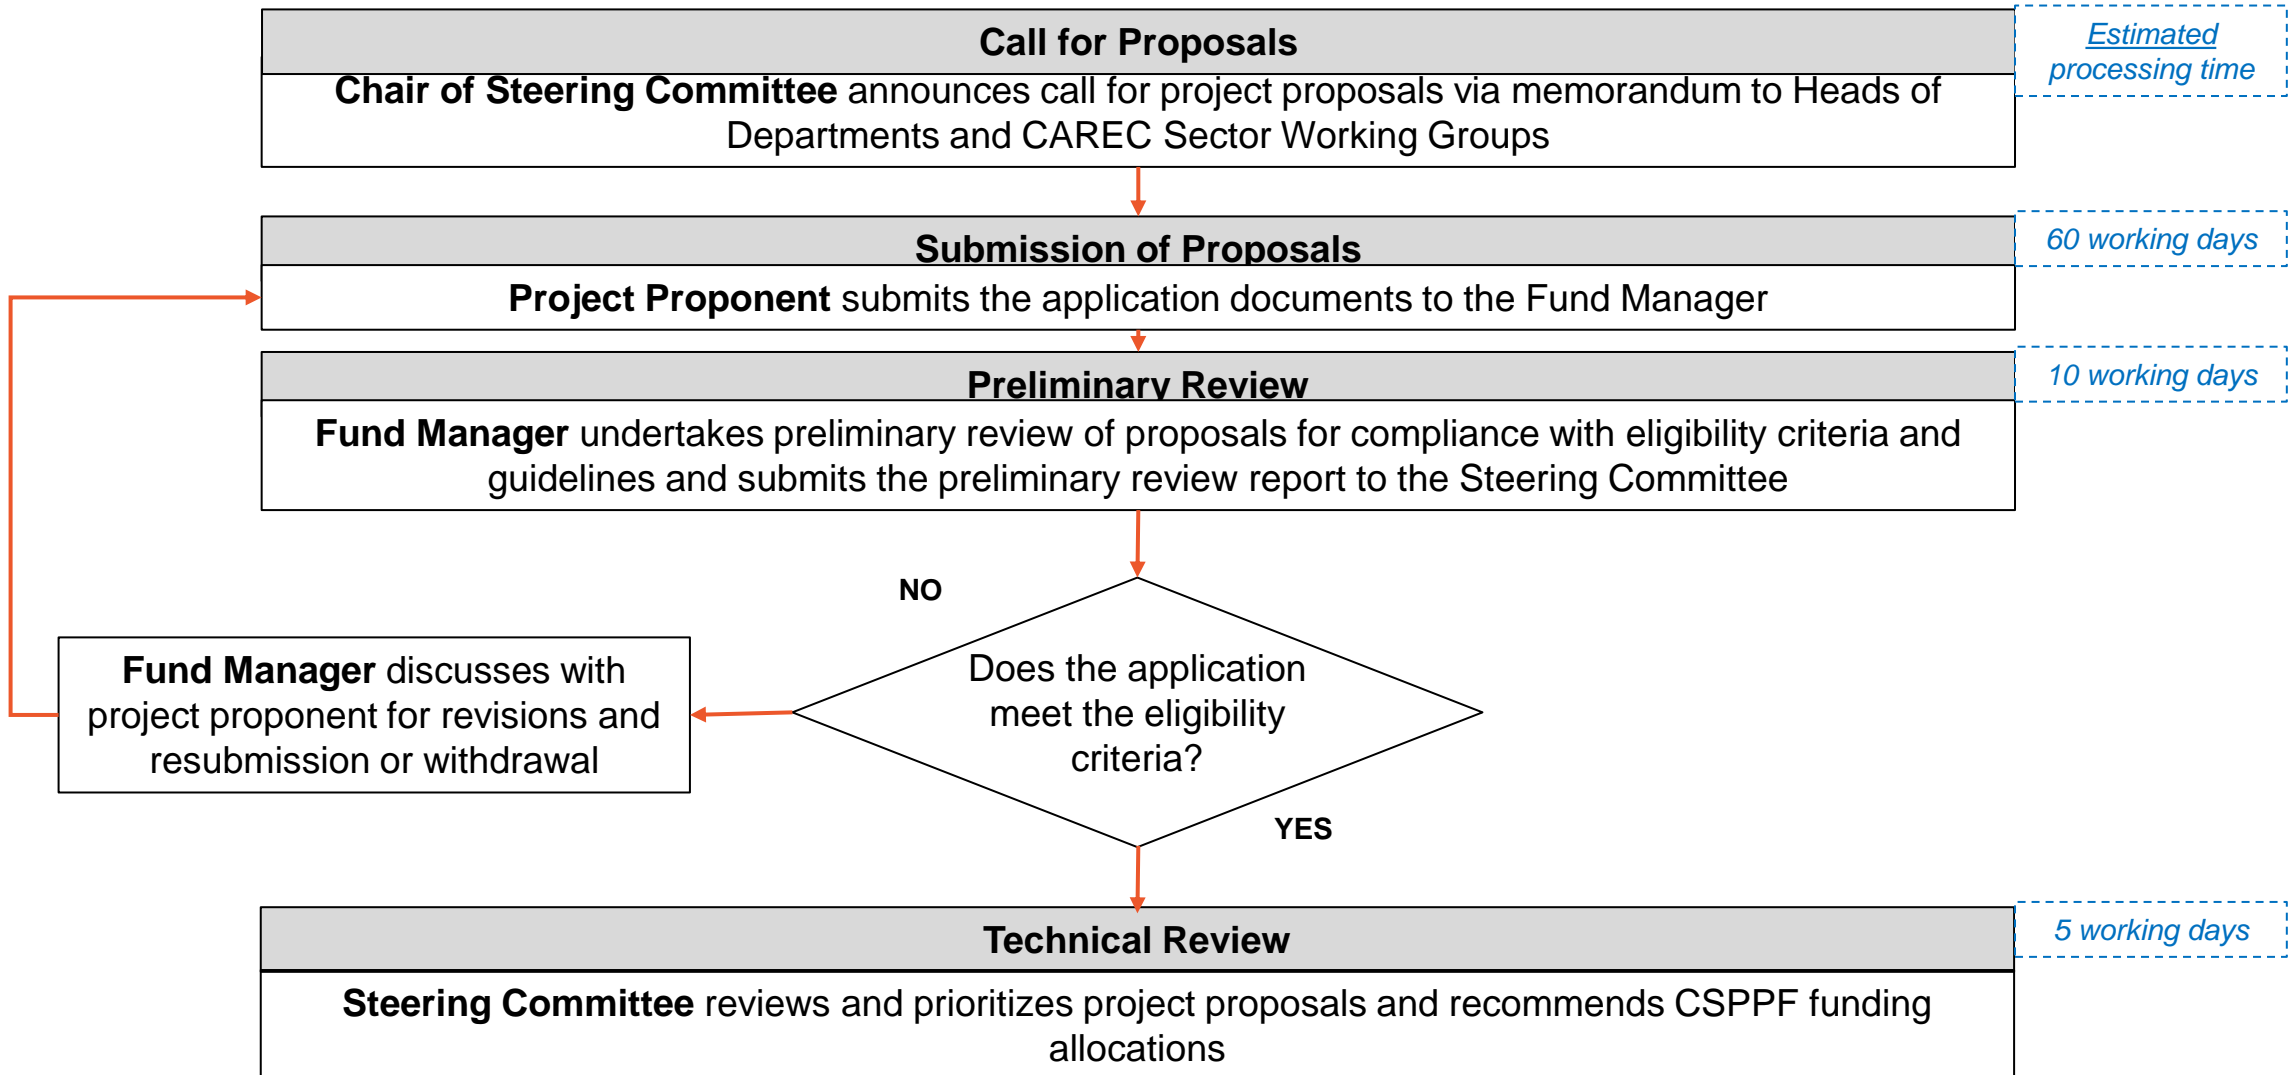 Call for Proposals
Estimated
processing time
Chair of Steering Committee announces call for project proposals via memorandum to Heads of
Departments and CAREC Sector Working Groups
Submission of Proposals
60 working days
Project Proponent submits the application documents to the Fund Manager
Preliminary Review
10 working days
Fund Manager undertakes preliminary review of proposals for compliance with eligibility criteria and
guidelines and submits the preliminary review report to the Steering Committee
NO
Does the application
meet the eligibility
criteria?
Fund Manager discusses with
project proponent for revisions and
resubmission or withdrawal
YES
Technical Review
5 working days
Steering Committee reviews and prioritizes project proposals and recommends CSPPF funding
allocations